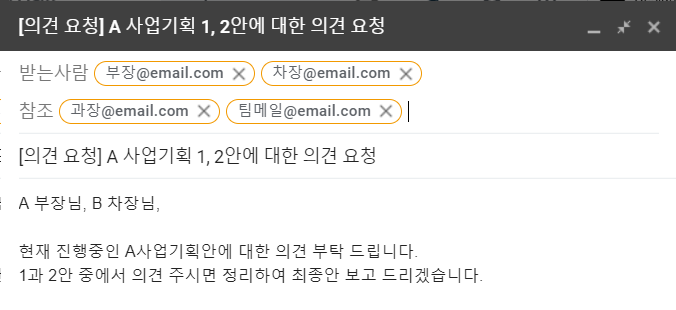 [의견 요청] A 사업기획 1, 2안에 대한 의견 요청
받는사람 부장@email.com 차장@email.com
참조 과장@email.com 팀메일@email.com
[의견 요청] A 사업기획 1, 2안에 대한 의견 요청
A 부장님, B 차장님,
현재 진행중인 A사업기획안에 대한 의견 부탁 드립니다.
1과 2안 중에서 의견 주시면 정리하여 최종안 보고 드리겠습니다.